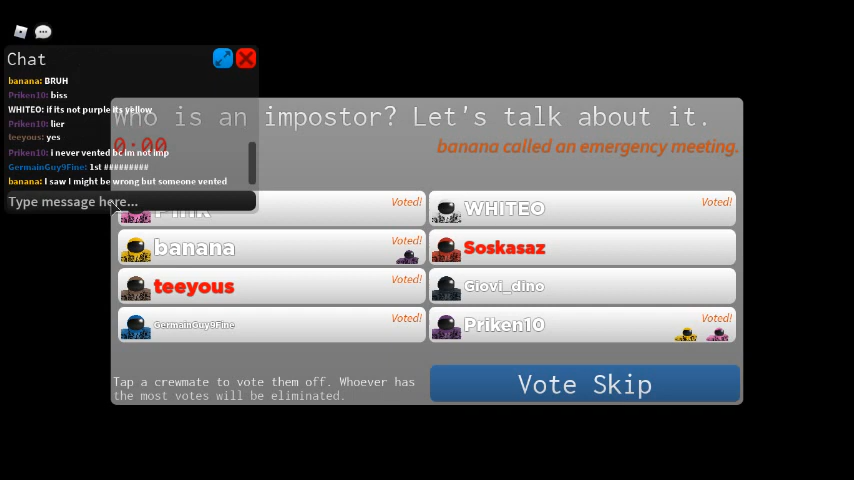 Chat
banana: BRUH
Priken10: biss
WHITEO: if its not purple its yellow
Priken10: lier
teeyous: yes
Priken10: i never vented bc im not imp
GermainGuy9Fine: 1st #########
banana: I saw I might be wrong but someone vented
Type message here...
Who is an impostor? Let's talk about it.
0:00
banana called an emergency meeting.
Pink Voted!
WHITEO Voted!
banana Voted!
Soskasaz
teeyous Voted!
Giovi_dino
GermainGuy9Fine Voted!
Priken10 Voted!
Tap a crewmate to vote them off. Whoever has
the most votes will be eliminated.
Vote Skip